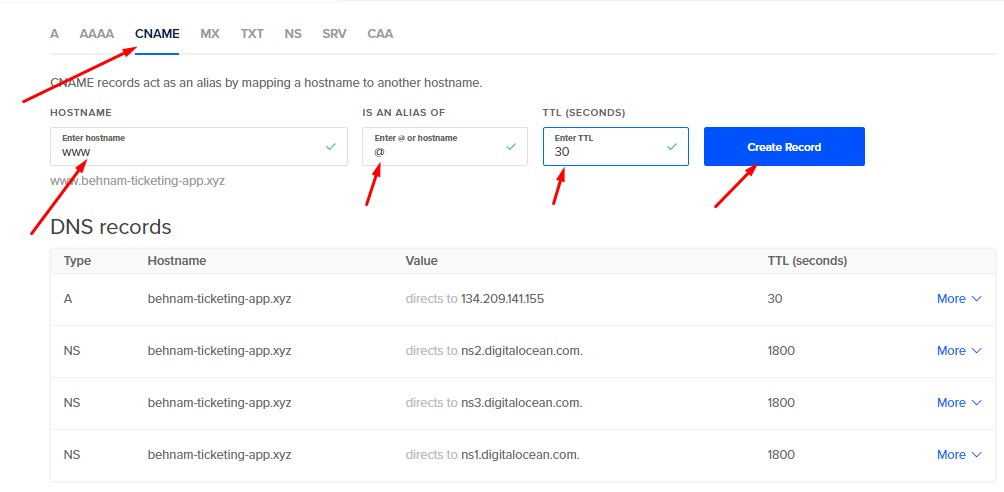 A AAAA CNAME MX TXT NS SRV CAA
CNAME records act as an alias by mapping a hostname to another hostname.
HOSTNAME IS AN ALIAS OF TTL (SECONDS)
Enter hostname Enter @ or hostname Enter TTL
www @ 30 Create Record
www.behnam-ticketing-app.xyz
DNS records
Type Hostname Value TTL (seconds)
A behnam-ticketing-app.xyz directs to 134.209.141.155 30 More
NS behnam-ticketing-app.xyz directs to ns2.digitalocean.com. 1800 More
NS behnam-ticketing-app.xyz directs to ns3.digitalocean.com. 1800 More
NS behnam-ticketing-app.xyz directs to ns1.digitalocean.com. 1800 More